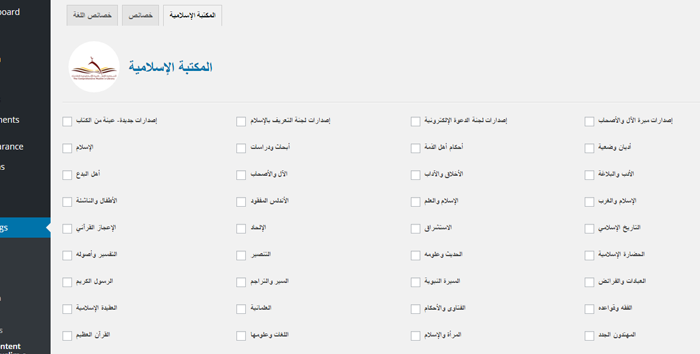 board
ments
arance
ns
gs
s
ntent
المكتبة الإسلامية
خصائص
خصائص اللغة
المكتبة الإسلامية
إصدارات مبرة الآل والأصحاب
إصدارات لجنة الدعوة الإلكترونية
إصدارات لجنة التعريف بالإسلام
إصدارات جديدة، عينة من الكتاب
أديان وضعية
أحكام أهل الذمة
أبحاث ودراسات
الإسلام
الأدب والبلاغة
الأخلاق والآداب
الآل والأصحاب
أهل البدع
الإسلام والغرب
الإسلام والعلم
الأندلس المفقود
الأطفال والناشئة
التاريخ الإسلامي
الاستشراق
الإلحاد
الإعجاز القرآني
الحضارة الإسلامية
الحديث وعلومه
التنصير
التفسير وأصوله
العبادات والفرائض
السيرة النبوية
السير والتراجم
الرسول الكريم
الفقه وقواعده
الفتاوى والأحكام
العلمانية
العقيدة الإسلامية
المهتدون الجدد
المرأة والإسلام
اللغات وعلومها
القرآن العظيم